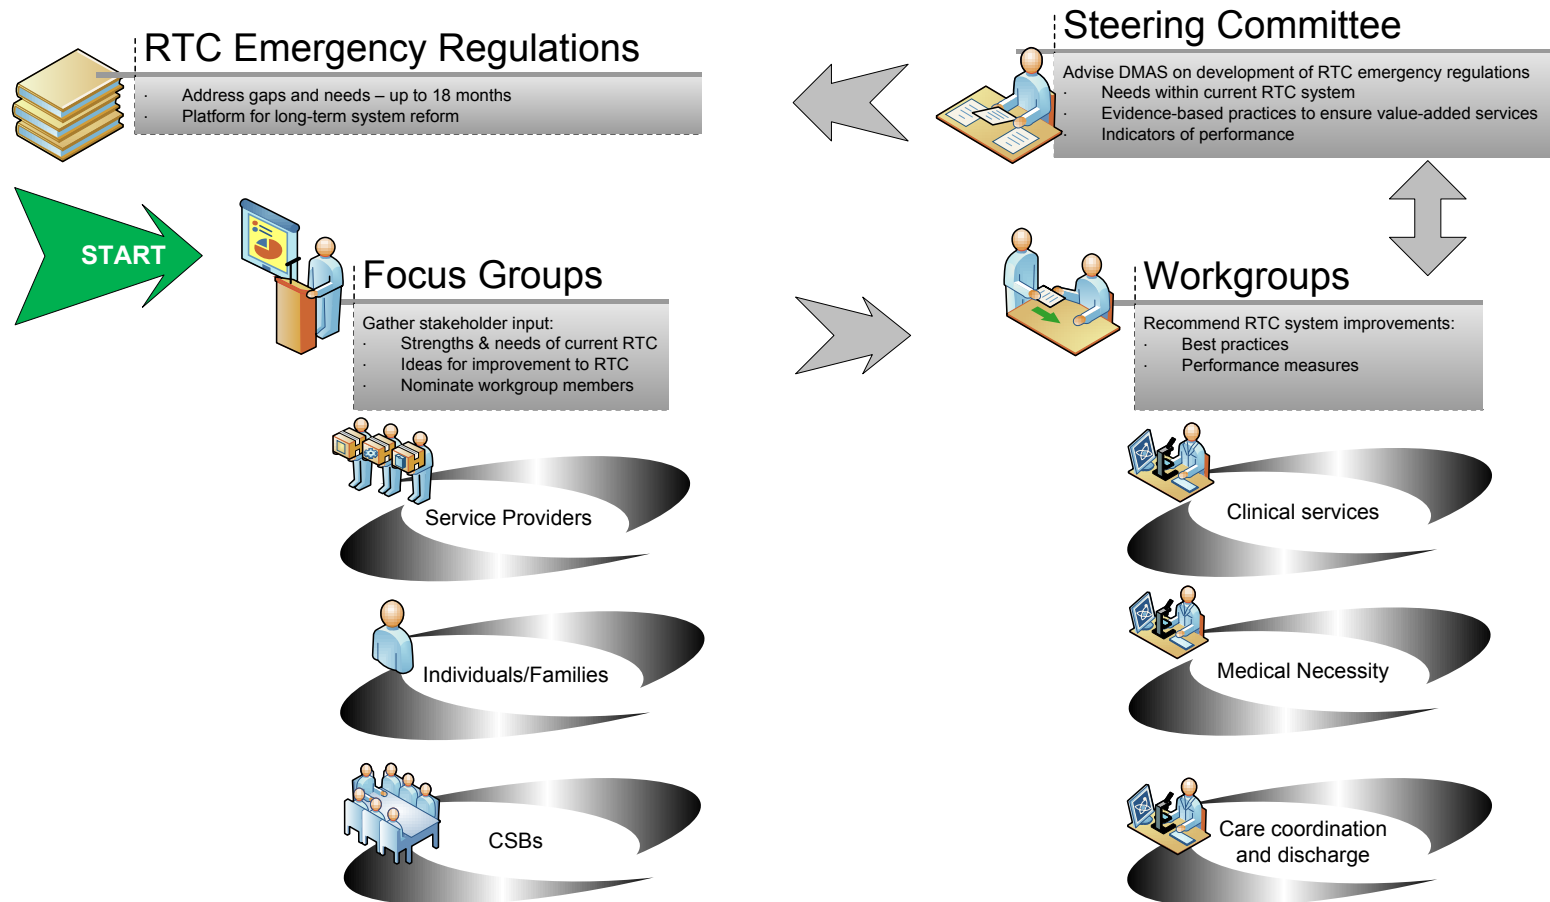 RTC Emergency Regulations
· Address gaps and needs – up to 18 months
· Platform for long-term system reform
Steering Committee
Advise DMAS on development of RTC emergency regulations
· Needs within current RTC system
· Evidence-based practices to ensure value-added services
· Indicators of performance
START
Focus Groups
Gather stakeholder input:
· Strengths & needs of current RTC
· Ideas for improvement to RTC
· Nominate workgroup members
Workgroups
Recommend RTC system improvements:
· Best practices
· Performance measures
Service Providers
Individuals/Families
CSBs
Clinical services
Medical Necessity
Care coordination
and discharge